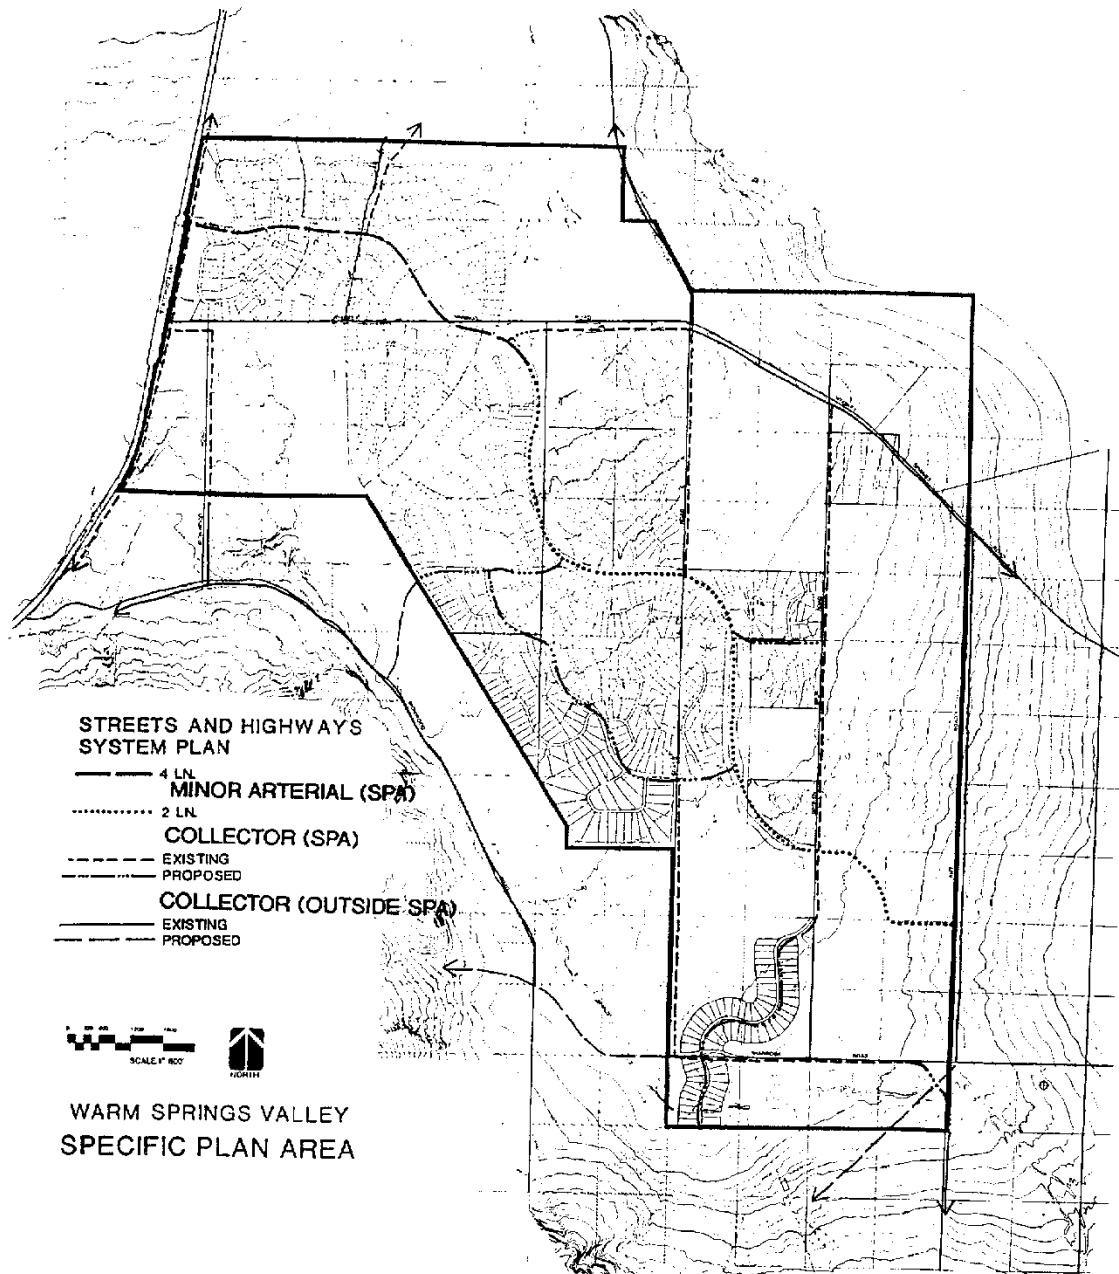 STREETS AND HIGHWAYS
SYSTEM PLAN
4 LN.
MINOR ARTERIAL (SPA)
2 LN.
COLLECTOR (SPA)
EXISTING
PROPOSED
COLLECTOR (OUTSIDE SPA)
EXISTING
PROPOSED
NORTH
WARM SPRINGS VALLEY
SPECIFIC PLAN AREA
ROAD